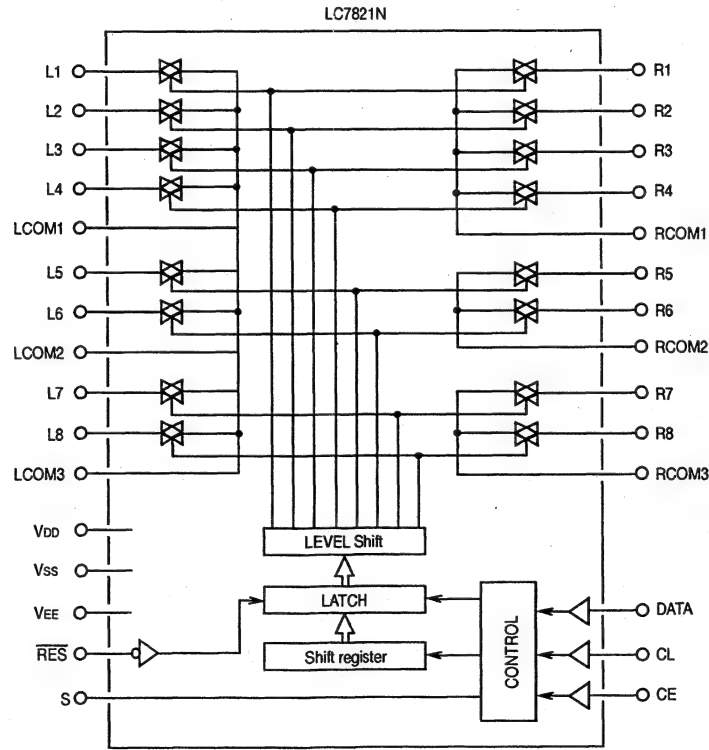 LC7821N
L1
R1
L2
R2
L3
R3
L4
R4
LCOM1
RCOM1
L5
R5
L6
R6
LCOM2
RCOM2
L7
R7
L8
R8
LCOM3
RCOM3
VDD
LEVEL Shift
VSS
LATCH
VEE
DATA
RES
Shift register
CONTROL
CL
S
CE